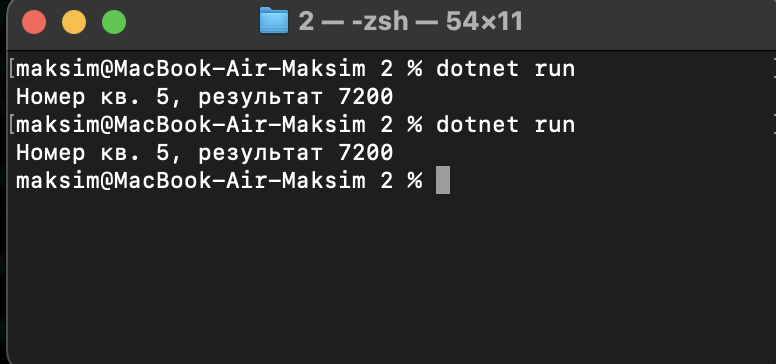 2 — -zsh — 54×11
[maksim@MacBook-Air-Maksim 2 % dotnet run
Номер кв. 5, результат 7200
[maksim@MacBook-Air-Maksim 2 % dotnet run
Номер кв. 5, результат 7200
maksim@MacBook-Air-Maksim 2 %